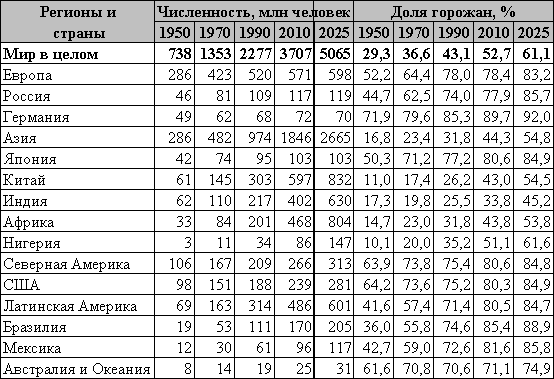 Регионы и страны Численность, млн человек Доля горожан, %
1950 1970 1990 2010 2025 1950 1970 1990 2010 2025
Мир в целом 738 1353 2277 3707 5065 29,3 36,6 43,1 52,7 61,1
Европа 286 423 520 571 598 52,2 64,4 78,0 78,4 83,2
Россия 46 81 109 117 119 44,7 62,5 74,0 77,9 85,7
Германия 49 62 68 72 70 71,9 79,6 85,3 89,7 92,0
Азия 286 482 974 1846 2665 16,8 23,4 31,8 44,3 54,8
Япония 42 74 95 103 103 50,3 71,2 77,2 80,6 84,9
Китай 61 145 303 597 832 11,0 17,4 26,2 43,0 54,5
Индия 62 110 217 402 630 17,3 19,8 25,5 33,8 45,2
Африка 33 84 201 468 804 14,7 23,0 31,8 43,8 53,8
Нигерия 3 11 34 86 147 10,1 20,0 35,2 51,1 61,6
Северная Америка 106 167 209 266 313 63,9 73,8 75,4 80,6 84,8
США 98 151 188 239 281 64,2 73,6 75,2 80,3 84,9
Латинская Америка 69 163 314 486 601 41,6 57,4 71,4 80,5 84,7
Бразилия 19 53 111 170 205 36,0 55,8 74,6 85,4 88,9
Мексика 12 30 61 96 117 42,7 59,0 72,6 81,6 85,8
Австралия и Океания 8 14 19 25 31 61,6 70,8 70,6 71,1 74,9